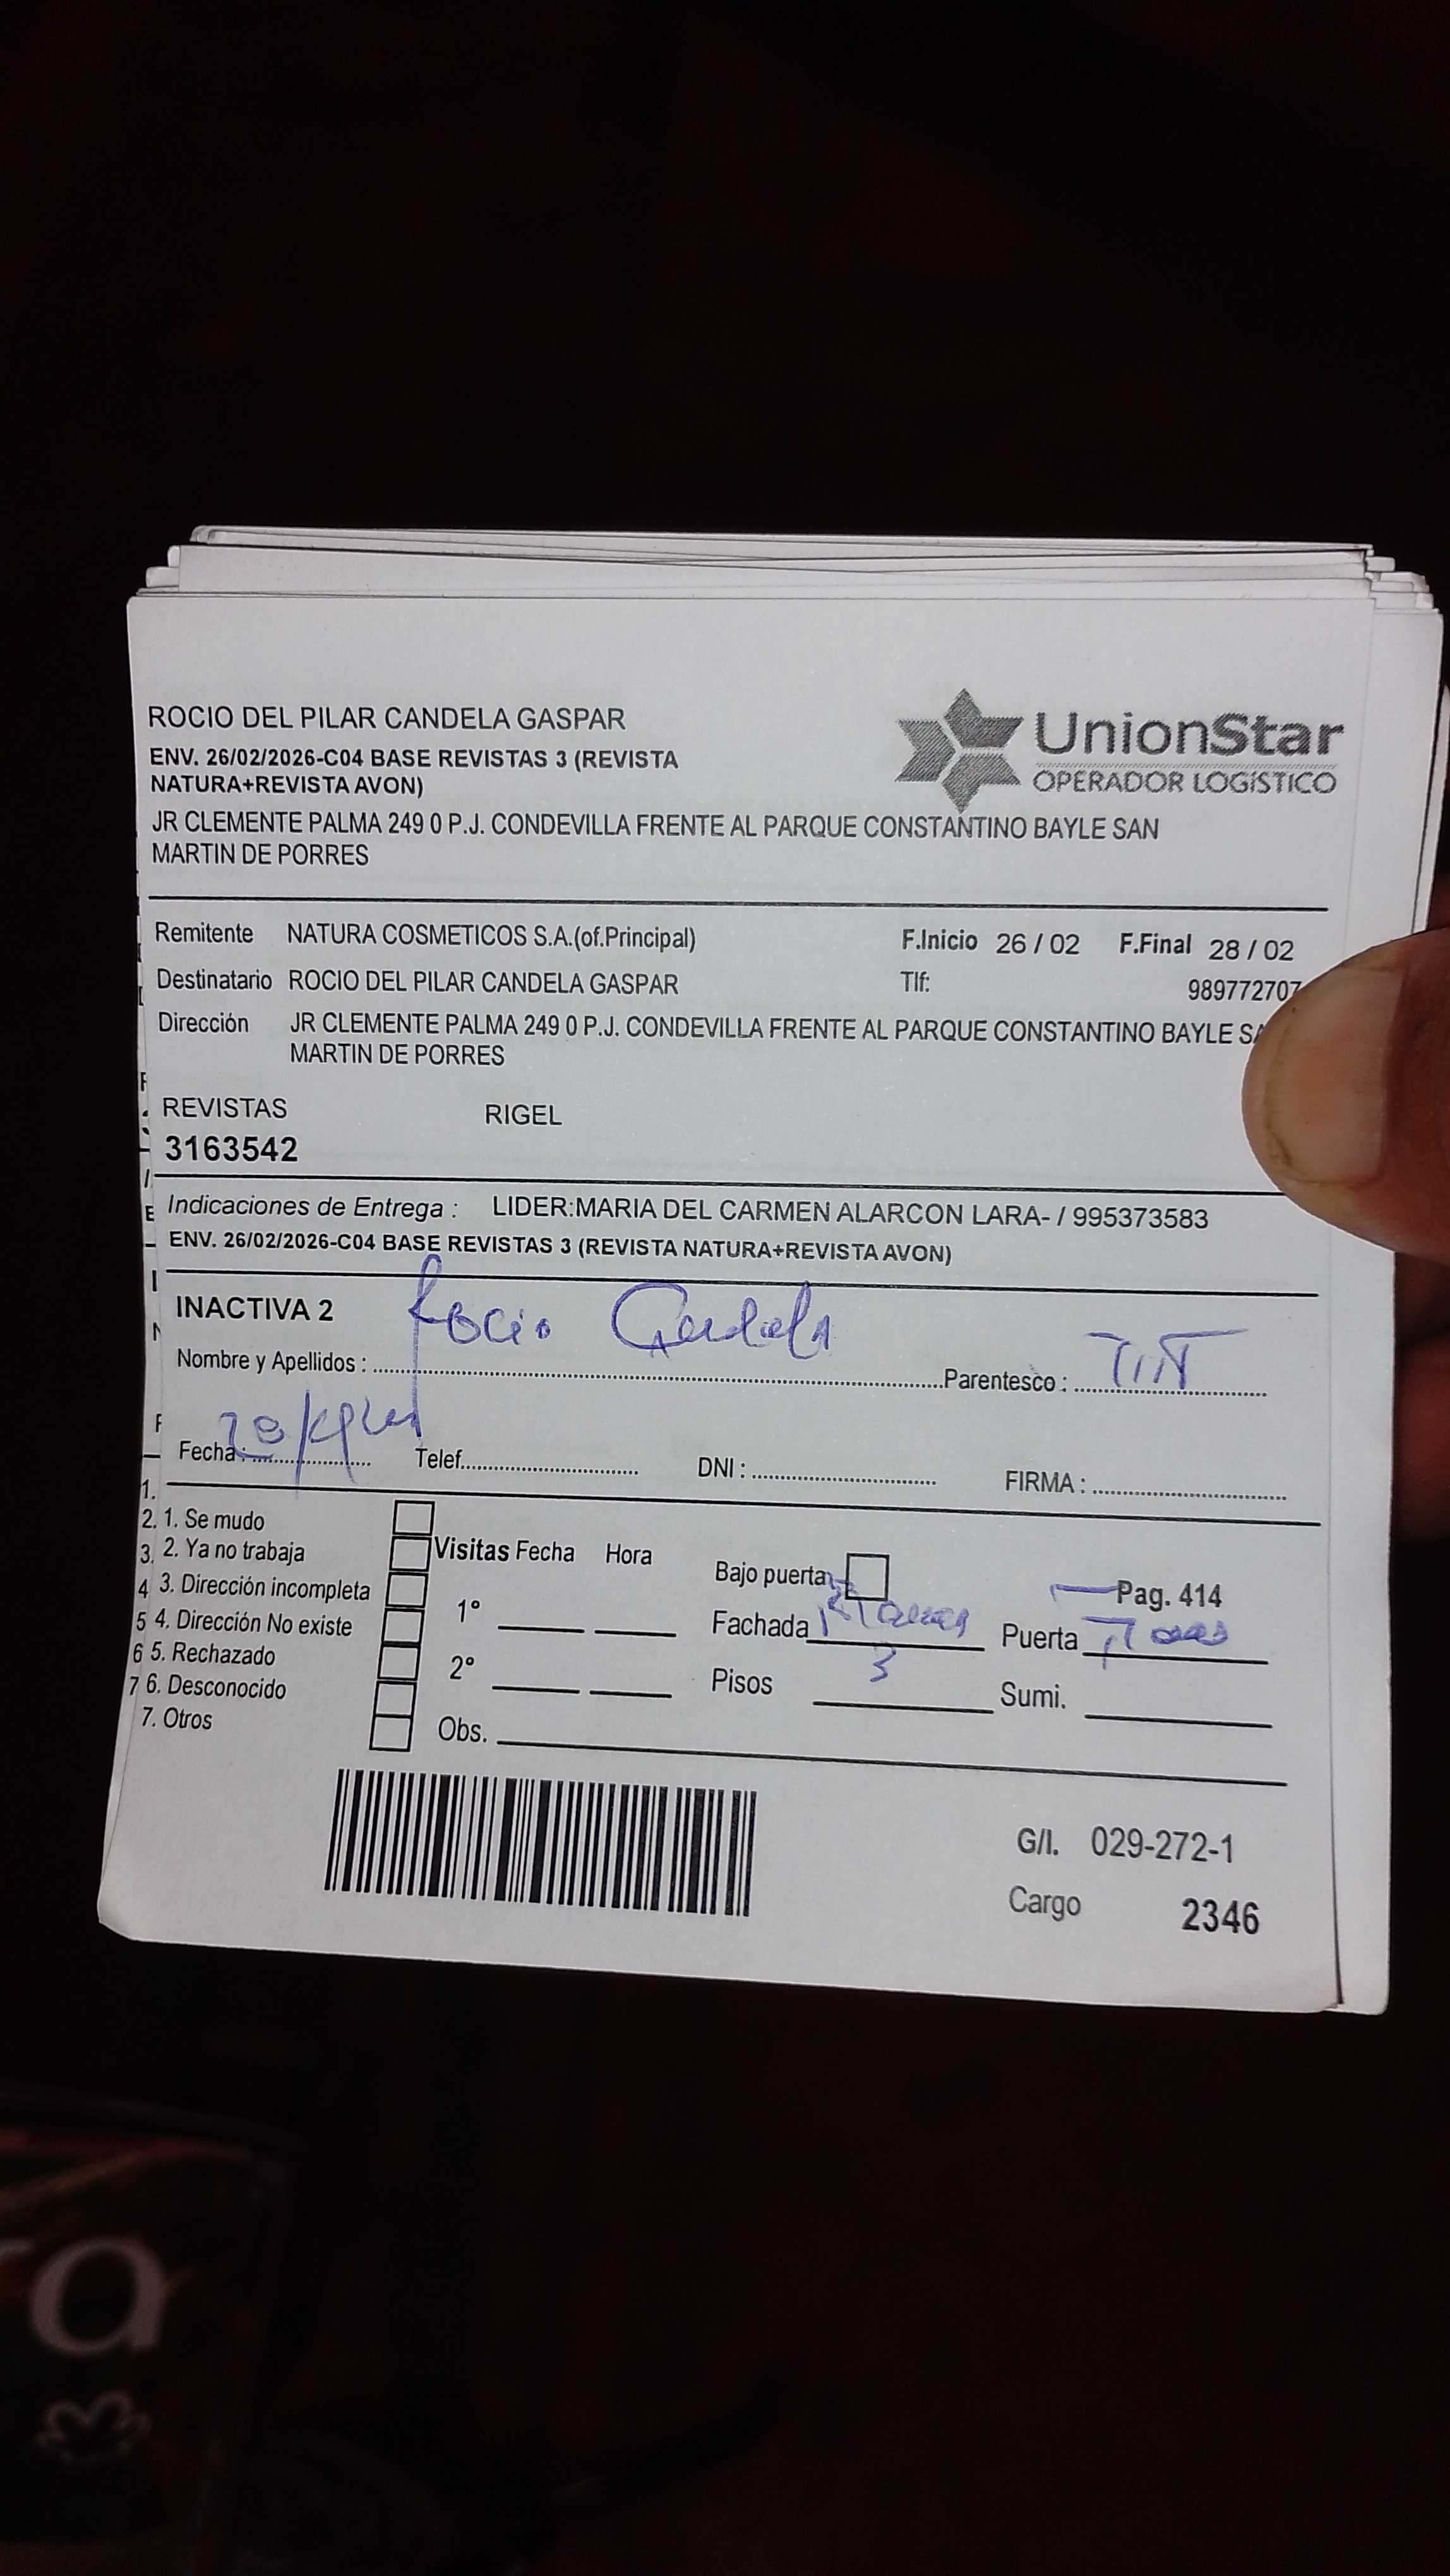 ROCIO DEL PILAR CANDELA GASPAR
ENV. 26/02/2026-C04 BASE REVISTAS 3 (REVISTA
NATURA+REVISTA AVON)
JR CLEMENTE PALMA 249 0 P.J. CONDEVILLA FRENTE AL PARQUE CONSTANTINO BAYLE SAN
MARTIN DE PORRES
UnionStar
OPERADOR LOGÍSTICO
Remitente NATURA COSMETICOS S.A.(of.Principal) F.Inicio 26 / 02 F.Final 28 / 02
Destinatario ROCIO DEL PILAR CANDELA GASPAR Tlf: 989772707
Dirección JR CLEMENTE PALMA 249 0 P.J. CONDEVILLA FRENTE AL PARQUE CONSTANTINO BAYLE
MARTIN DE PORRES
REVISTAS RIGEL
3163542
Indicaciones de Entrega : LIDER:MARIA DEL CARMEN ALARCON LARA- / 995373583
ENV. 26/02/2026-C04 BASE REVISTAS 3 (REVISTA NATURA+REVISTA AVON)
INACTIVA 2
Nombre y Apellidos : Rocio Candela Parentesco : TIT
Fecha: Telef. DNI : FIRMA :
1. Se mudo
2. Ya no trabaja
3. Dirección incompleta
4. Dirección No existe
5. Rechazado
6. Desconocido
7. Otros
Visitas Fecha Hora
1°
2°
Obs.
Bajo puerta Pag. 414
Fachada Puerta
Pisos 3 Sumi.
G/I. 029-272-1
Cargo 2346